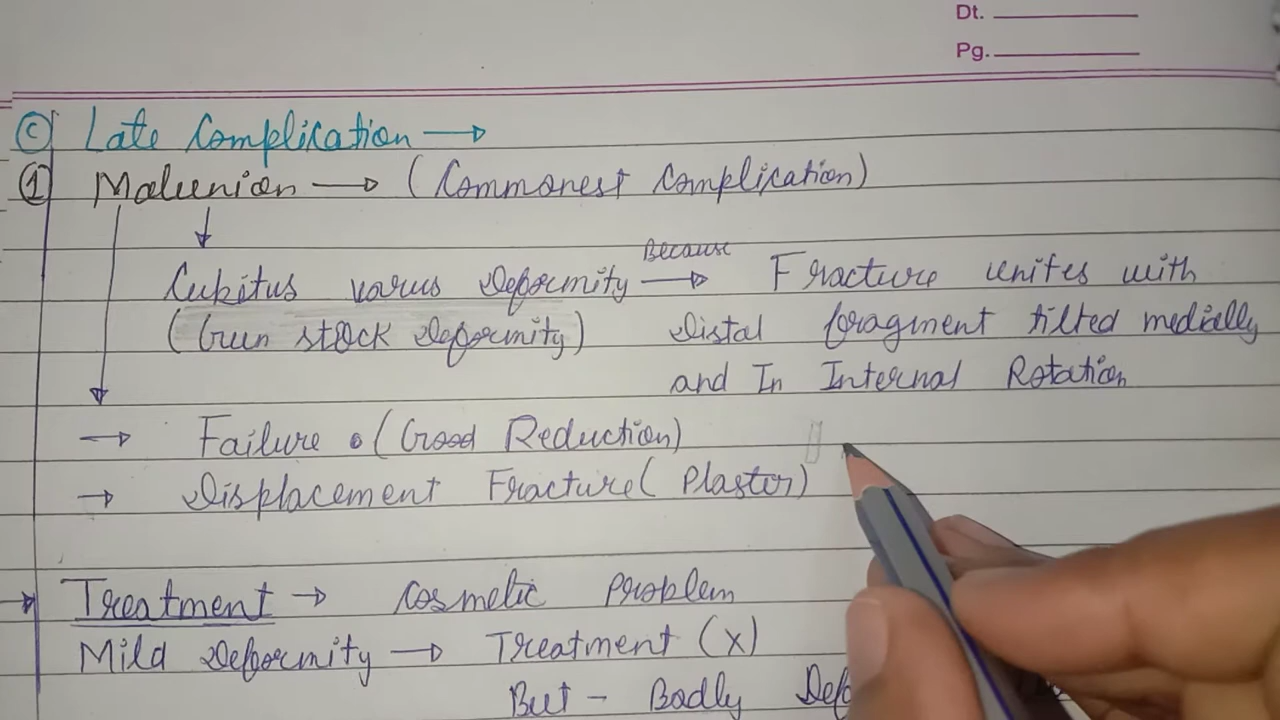 Dt.
Pg.
Ⓒ Late Complication →
① Malunion → (Commonest Complication)
Because
Cubitus varus Deformity → Fracture unites with
(Gun stock Deformity) Distal fragment tilted medially
and In Internal Rotation
→ Failure (Good Reduction)
→ Displacement Fracture (Plaster)
Treatment → Cosmetic Problem
Mild Deformity → Treatment (x)
But - Badly